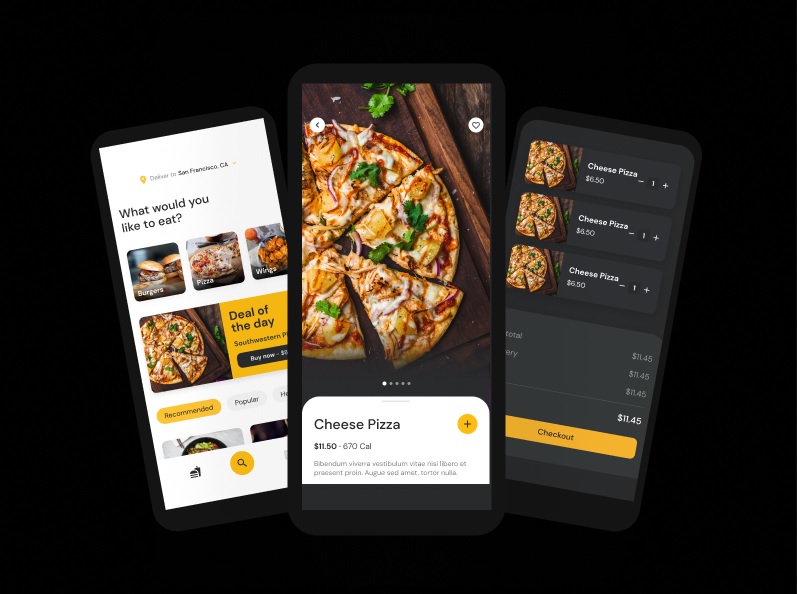 Deliver to San Francisco, CA
What would you
like to eat?
Burgers
Pizza
Wings
Deal of
the day
Southwestern
Buy now –
Recommended
Popular
Cheese Pizza
$11.50 · 670 Cal
Bibendum viverra vestibulum vitae nisi libero et
praesent proin. Augue sed amet, tortor nulla.
Cheese Pizza
$6.50
– 1 +
Cheese Pizza
$6.50
– 1 +
Cheese Pizza
$6.50
– 1 +
$11.45
$11.45
$11.45
$11.45
Checkout